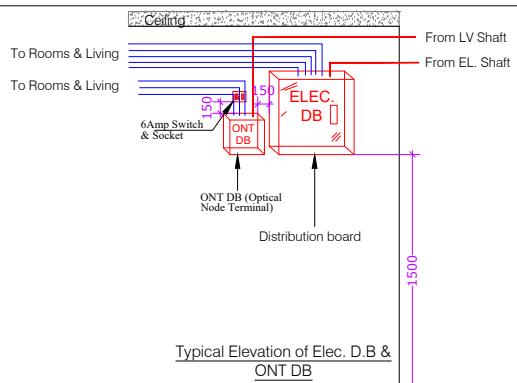 Ceiling
From LV Shaft
To Rooms & Living
From EL. Shaft
To Rooms & Living
150
150
ELEC.
DB
6Amp Switch
& Socket
ONT
DB
ONT DB (Optical
Node Terminal)
Distribution board
1500
Typical Elevation of Elec. D.B &
ONT DB